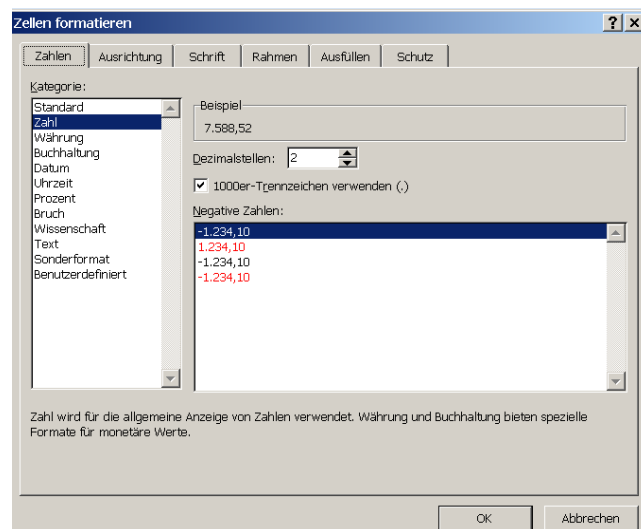 Zellen formatieren
Zahlen Ausrichtung Schrift Rahmen Ausfüllen Schutz
Kategorie:
Standard
Zahl
Währung
Buchhaltung
Datum
Uhrzeit
Prozent
Bruch
Wissenschaft
Text
Sonderformat
Benutzerdefiniert
Beispiel
7.588,52
Dezimalstellen: 2
1000er-Trennzeichen verwenden (.)
Negative Zahlen:
-1.234,10
1.234,10
-1.234,10
-1.234,10
Zahl wird für die allgemeine Anzeige von Zahlen verwendet. Währung und Buchhaltung bieten spezielle
Formate für monetäre Werte.
OK Abbrechen